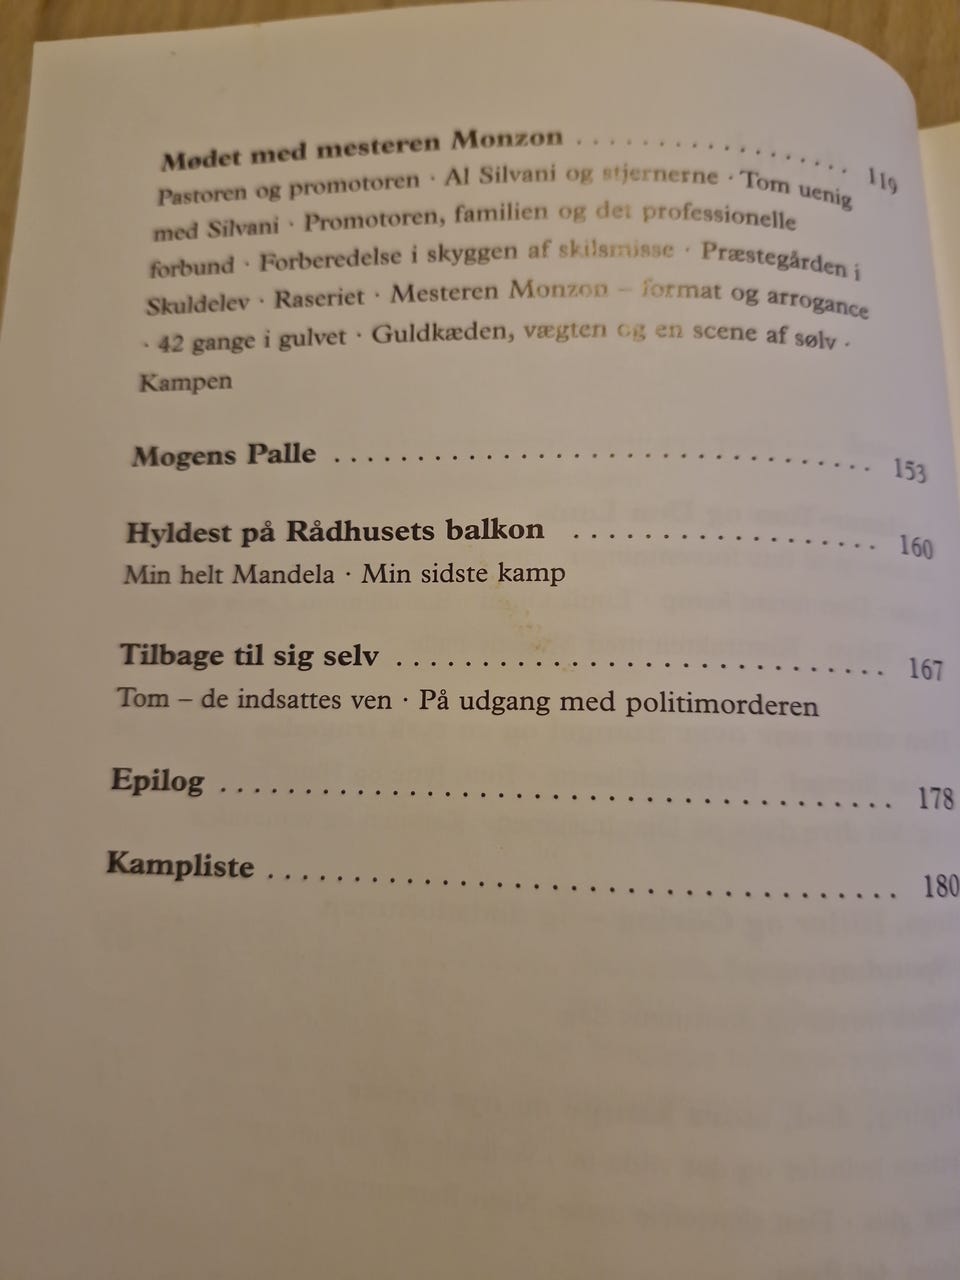 Mødet med mesteren Monzon . . . . . . . . . . . . . . . . . . 119
Pastoren og promotoren · Al Silvani og stjernerne · Tom uenig
med Silvani · Promotoren, familien og det professionelle
forbund · Forberedelse i skyggen af skilsmisse · Præstegården i
Skuldelev · Raseriet · Mesteren Monzon – format og arrogance
· 42 gange i gulvet · Guldkæden, vægten og en scene af sølv ·
Kampen
Mogens Palle . . . . . . . . . . . . . . . . . . . . . . . . . . . . . . . . 153
Hyldest på Rådhusets balkon . . . . . . . . . . . . . . . . . . 160
Min helt Mandela · Min sidste kamp
Tilbage til sig selv . . . . . . . . . . . . . . . . . . . . . . . . . . . . . 167
Tom – de indsattes ven · På udgang med politimorderen
Epilog . . . . . . . . . . . . . . . . . . . . . . . . . . . . . . . . . . . . . . . 178
Kampliste . . . . . . . . . . . . . . . . . . . . . . . . . . . . . . . . . . . . 180